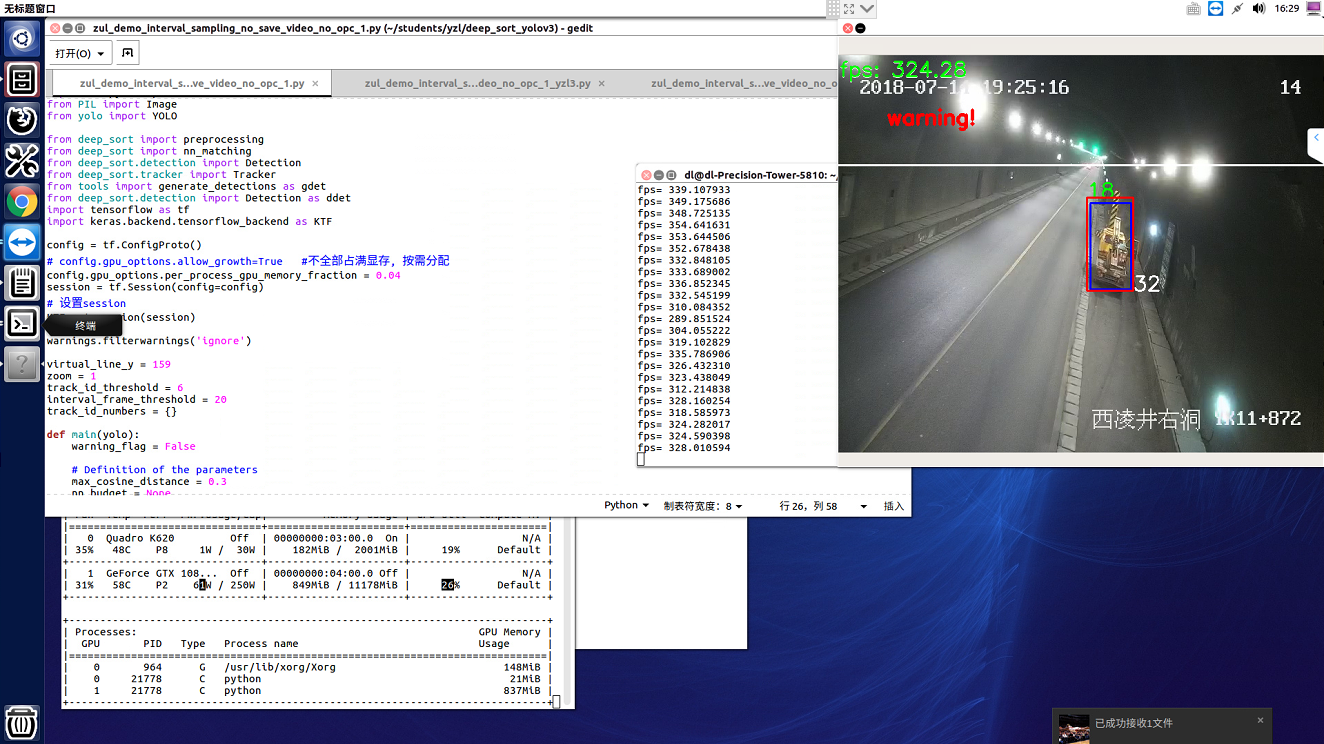 无标题窗口
16:29
zul_demo_interval_sampling_no_save_video_no_opc_1.py (~/students/yzl/deep_sort_yolov3) - gedit
打开(O)
zul_demo_interval_s...ve_video_no_opc_1.py ×
zul_demo_interval_s...deo_no_opc_1_yzl3.py ×
zul_demo_interval_s...ve_video_no_o
from PIL import Image
from yolo import YOLO
from deep_sort import preprocessing
from deep_sort import nn_matching
from deep_sort.detection import Detection
from deep_sort.tracker import Tracker
from tools import generate_detections as gdet
from deep_sort.detection import Detection as ddet
import tensorflow as tf
import keras.backend.tensorflow_backend as KTF
config = tf.ConfigProto()
# config.gpu_options.allow_growth=True   #不全部占满显存, 按需分配
config.gpu_options.per_process_gpu_memory_fraction = 0.04
session = tf.Session(config=config)
# 设置session
ion(session)
终端
warnings.filterwarnings('ignore')
virtual_line_y = 159
zoom = 1
track_id_threshold = 6
interval_frame_threshold = 20
track_id_numbers = {}
def main(yolo):
    warning_flag = False
    # Definition of the parameters
    max_cosine_distance = 0.3
    nn_budget = None
Python
制表符宽度: 8
行 26, 列 58
插入
dl@dl-Precision-Tower-5810: ~/
fps= 339.107933
fps= 349.175686
fps= 348.725135
fps= 354.641631
fps= 353.644506
fps= 352.678438
fps= 332.848105
fps= 333.689002
fps= 336.852345
fps= 332.545199
fps= 310.084352
fps= 289.851524
fps= 304.055222
fps= 319.102829
fps= 335.786906
fps= 326.432310
fps= 323.438049
fps= 312.214838
fps= 328.160254
fps= 318.585973
fps= 324.282017
fps= 324.590398
fps= 328.010594
fps: 324.28
19:25:16
14
warning!
18
32
西凌井右洞
K11+872
|===============================+======================+======================|
|   0  Quadro K620         Off  | 00000000:03:00.0  On |                  N/A |
| 35%   48C    P8     1W /  30W |    182MiB /  2001MiB |     19%      Default |
+-------------------------------+----------------------+----------------------+
|   1  GeForce GTX 108...  Off  | 00000000:04:00.0 Off |                  N/A |
| 31%   58C    P2    61W / 250W |    849MiB / 11178MiB |     26%      Default |
+-------------------------------+----------------------+----------------------+
+-----------------------------------------------------------------------------+
| Processes:                                                       GPU Memory |
|  GPU       PID   Type   Process name                             Usage      |
|=============================================================================|
|    0       964      G   /usr/lib/xorg/Xorg                           148MiB |
|    0     21778      C   python                                        21MiB |
|    1     21778      C   python                                       837MiB |
+-----------------------------------------------------------------------------+
已成功接收1文件 ×